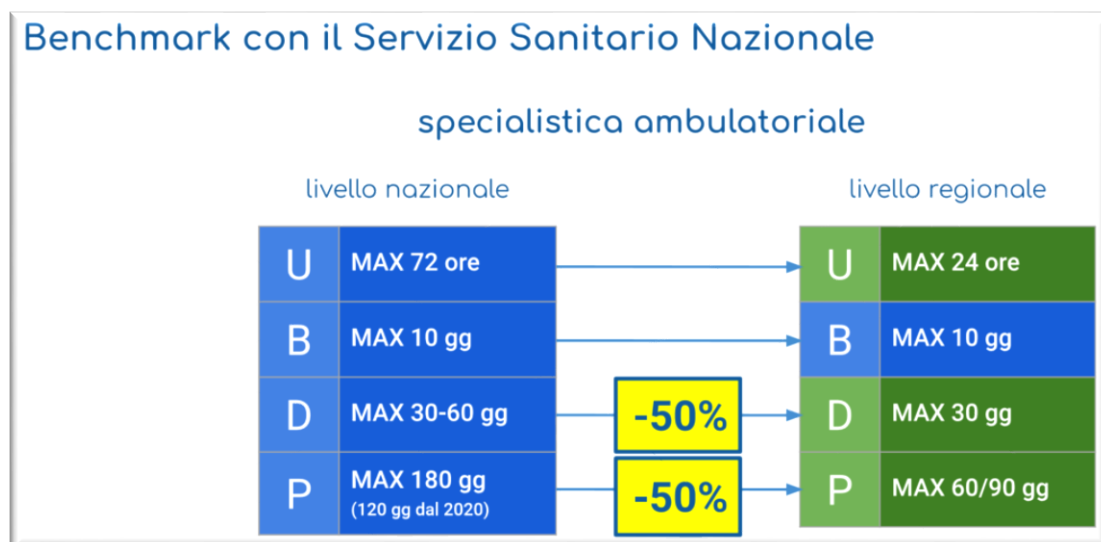 Benchmark con il Servizio Sanitario Nazionale
specialistica ambulatoriale
livello nazionale
livello regionale
U MAX 72 ore
U MAX 24 ore
B MAX 10 gg
B MAX 10 gg
D MAX 30-60 gg
-50%
D MAX 30 gg
P MAX 180 gg
(120 gg dal 2020)
-50%
P MAX 60/90 gg